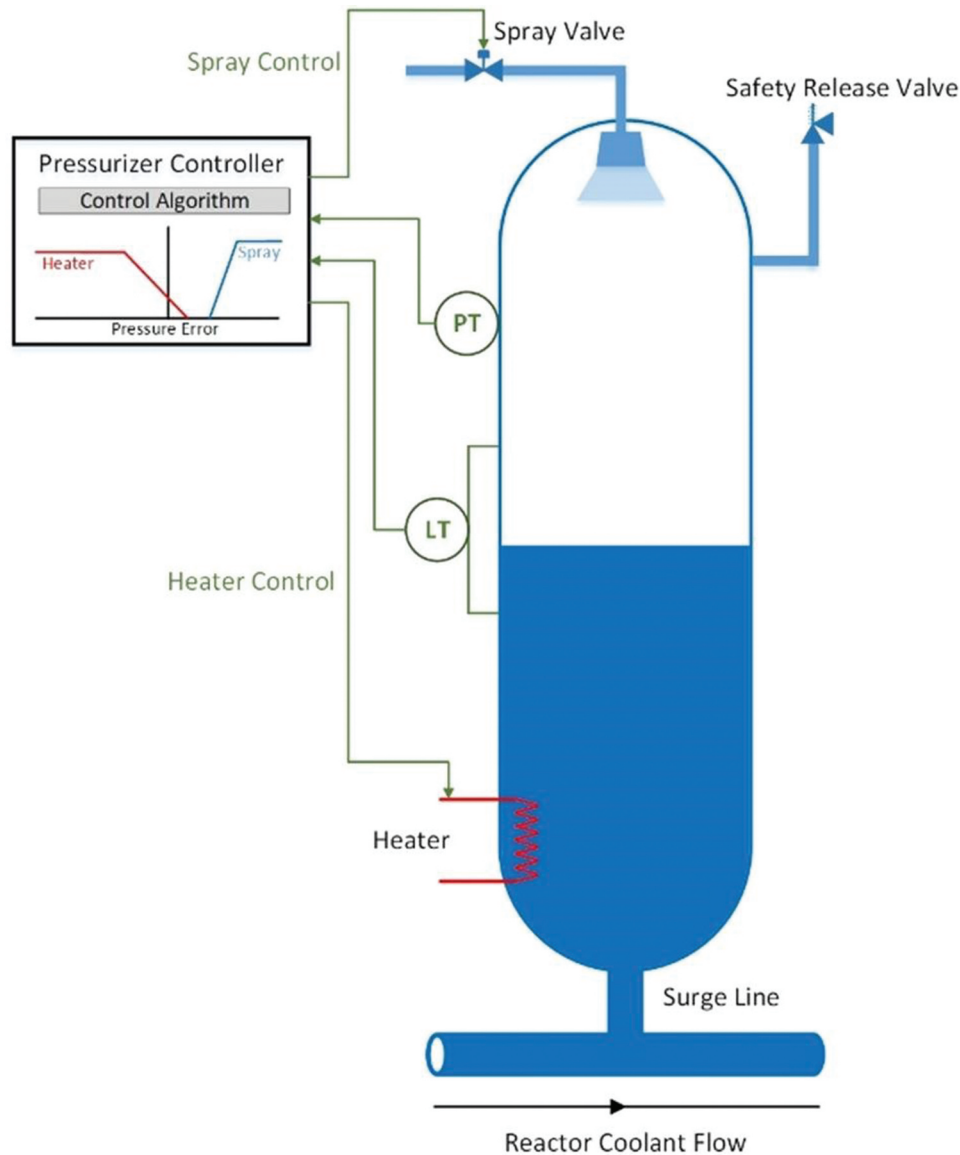 Spray Valve
Spray Control
Safety Release Valve
Pressurizer Controller
Control Algorithm
Heater
Spray
Pressure Error
PT
LT
Heater Control
Heater
Surge Line
Reactor Coolant Flow